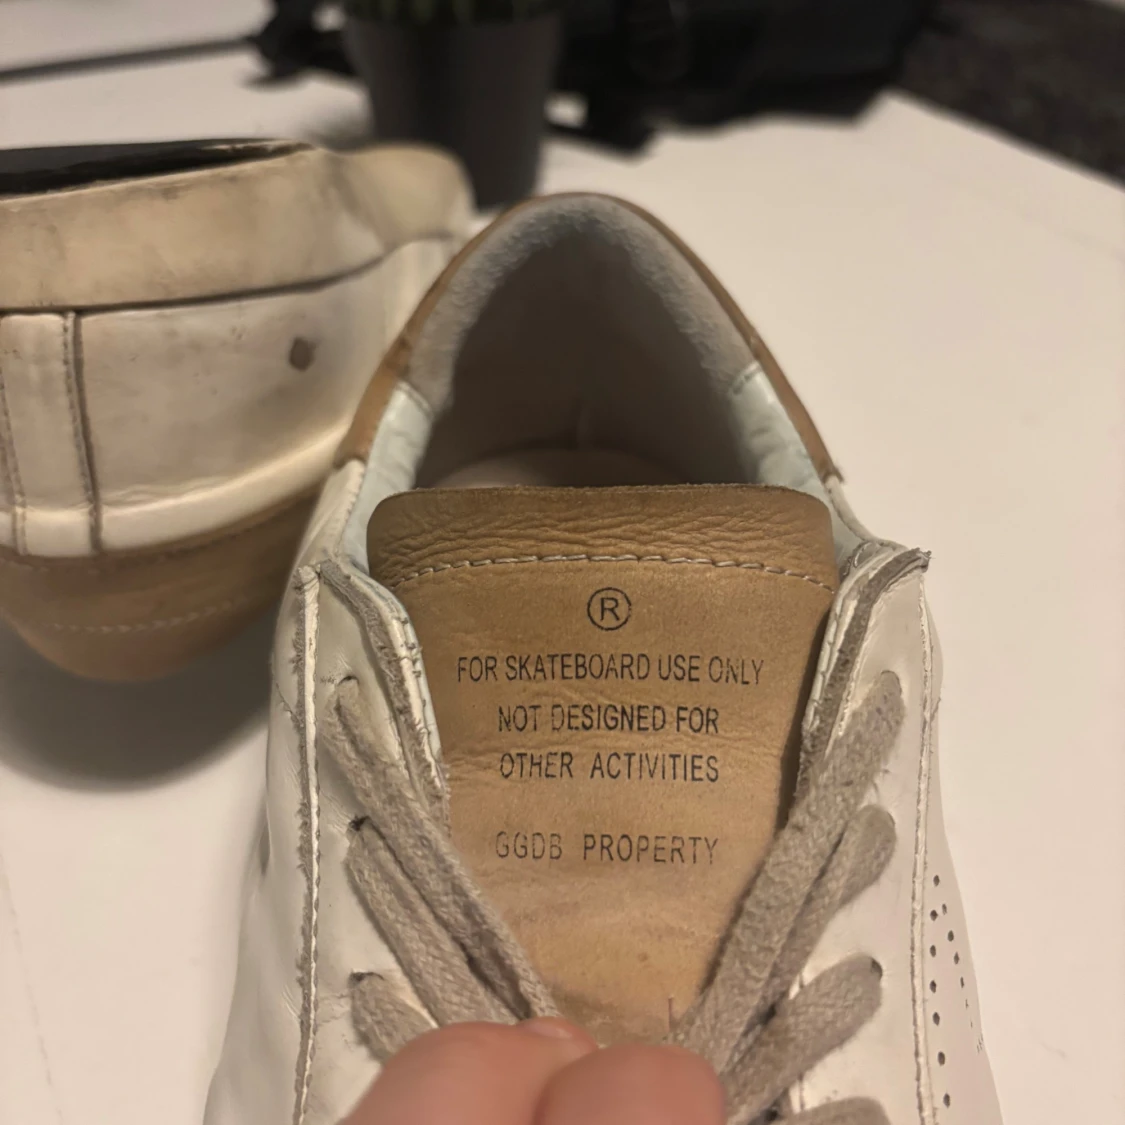 ®
FOR SKATEBOARD USE ONLY
NOT DESIGNED FOR
OTHER ACTIVITIES
GGDB PROPERTY